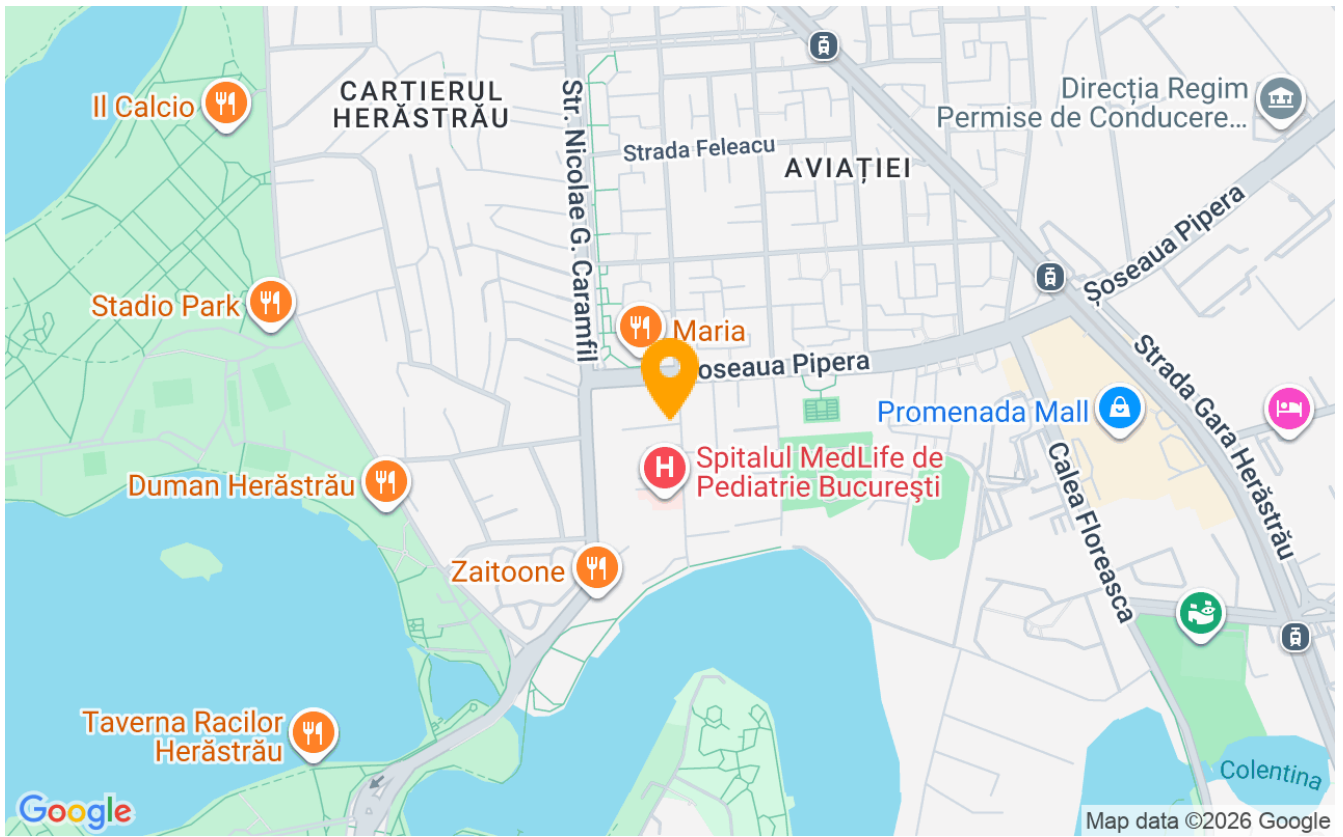 Il Calcio
CARTIERUL
HERĂSTRĂU
Str. Nicolae G. Caramfil
Strada Feleacu
AVIAȚIEI
Direcția Regim
Permise de Conducere...
Șoseaua Pipera
Stadio Park
Maria
oseaua Pipera
Promenada Mall
Strada Gara Herăstrău
Calea Floreasca
Duman Herăstrău
H
Spitalul MedLife de
Pediatrie Bucureşti
Zaitoone
Taverna Racilor
Herăstrău
Colentina
Google
Map data ©2026 Google